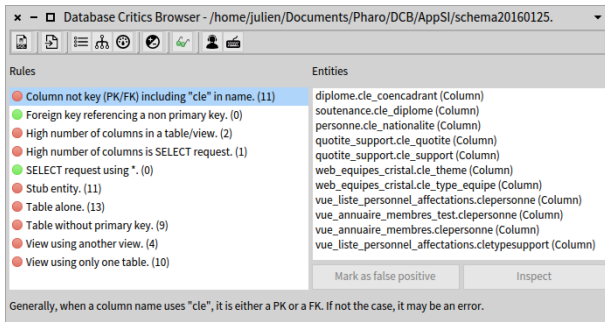 Database Critics Browser - /home/julien/Documents/Pharo/DCB/AppSI/schema20160125.
Rules
Entities
Column not key (PK/FK) including "cle" in name. (11)
Foreign key referencing a non primary key. (0)
High number of columns in a table/view. (2)
High number of columns is SELECT request. (1)
SELECT request using *. (0)
Stub entity. (11)
Table alone. (13)
Table without primary key. (9)
View using another view. (4)
View using only one table. (10)
diplome.cle_coencadrant (Column)
soutenance.cle_diplome (Column)
personne.cle_nationalite (Column)
quotite_support.cle_quotite (Column)
quotite_support.cle_support (Column)
web_equipes_cristal.cle_theme (Column)
web_equipes_cristal.cle_type_equipe (Column)
vue_liste_personnel_affectations.clepersonne (Column)
vue_annuaire_membres_test.clepersonne (Column)
vue_annuaire_membres.clepersonne (Column)
vue_liste_personnel_affectations.cletypesupport (Column)
Mark as false positive
Inspect
Generally, when a column name uses "cle", it is either a PK or a FK. If not the case, it may be an error.